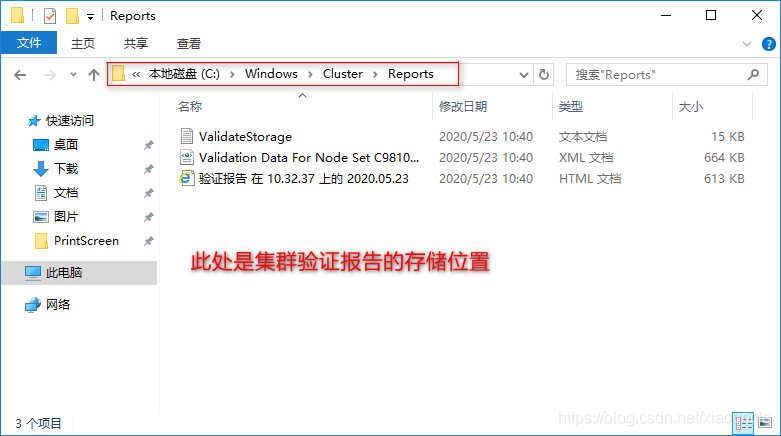 Reports
文件 主页 共享 查看
« 本地磁盘 (C:) › Windows › Cluster › Reports 搜索"Reports"
名称 修改日期 类型 大小
快速访问
桌面
下载
文档
图片
PrintScreen
此电脑
网络
ValidateStorage 2020/5/23 10:40 文本文档 15 KB
Validation Data For Node Set C9810... 2020/5/23 10:40 XML 文档 664 KB
验证报告 在 10.32.37 上的 2020.05.23 2020/5/23 10:40 HTML 文档 613 KB
此处是集群验证报告的存储位置
3 个项目